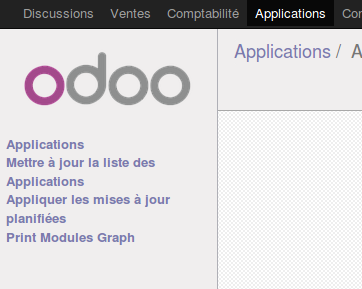 Discussions Ventes Comptabilité Applications
odoo
Applications /
Applications
Mettre à jour la liste des
Applications
Appliquer les mises à jour
planifiées
Print Modules Graph